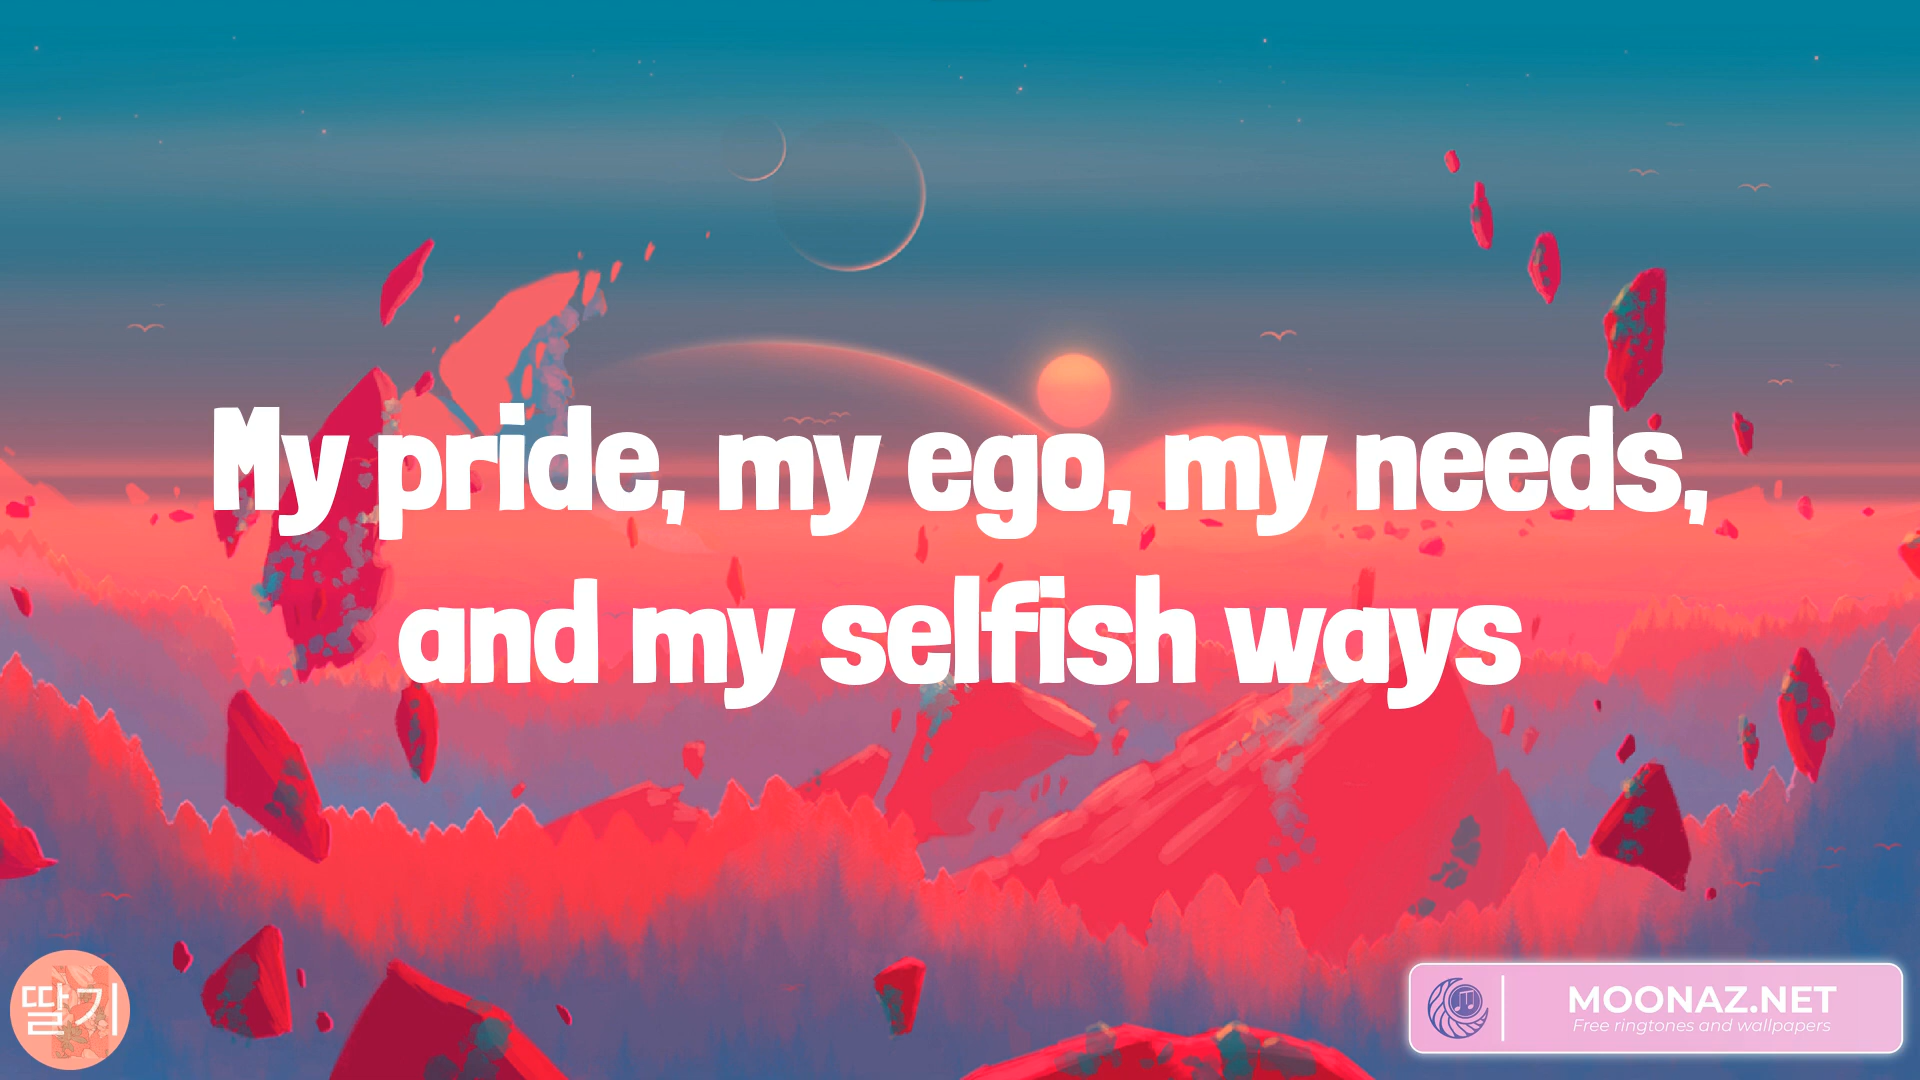 My pride, my ego, my needs,
and my selfish ways
딸기
MOONAZ.NET
Free ringtones and wallpapers